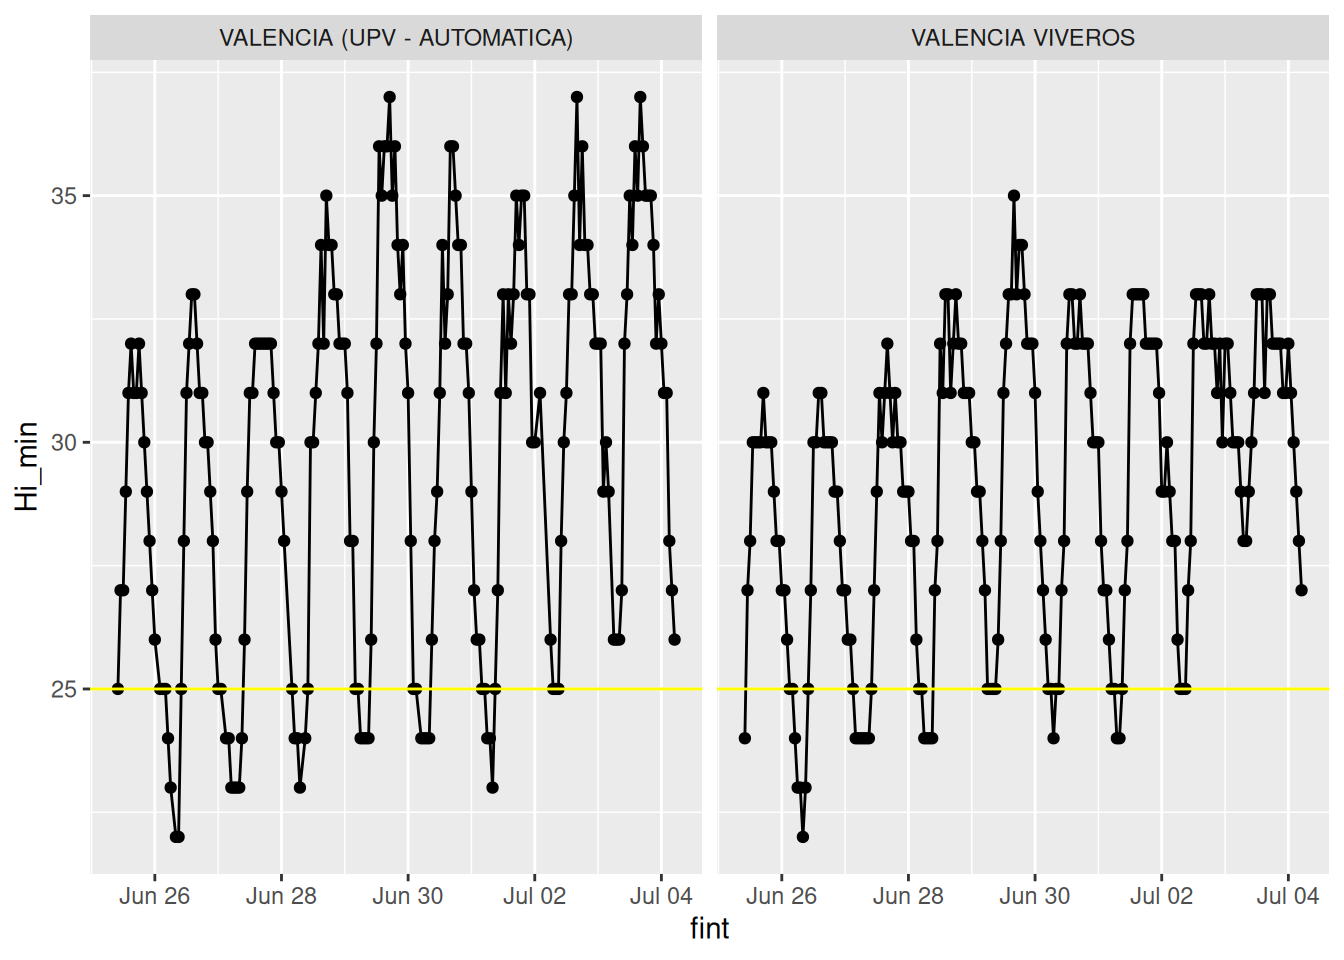 VALENCIA (UPV - AUTOMATICA)
VALENCIA VIVEROS
Hi_min
35
30
25
Jun 26 Jun 28 Jun 30 Jul 02 Jul 04
Jun 26 Jun 28 Jun 30 Jul 02 Jul 04
fint